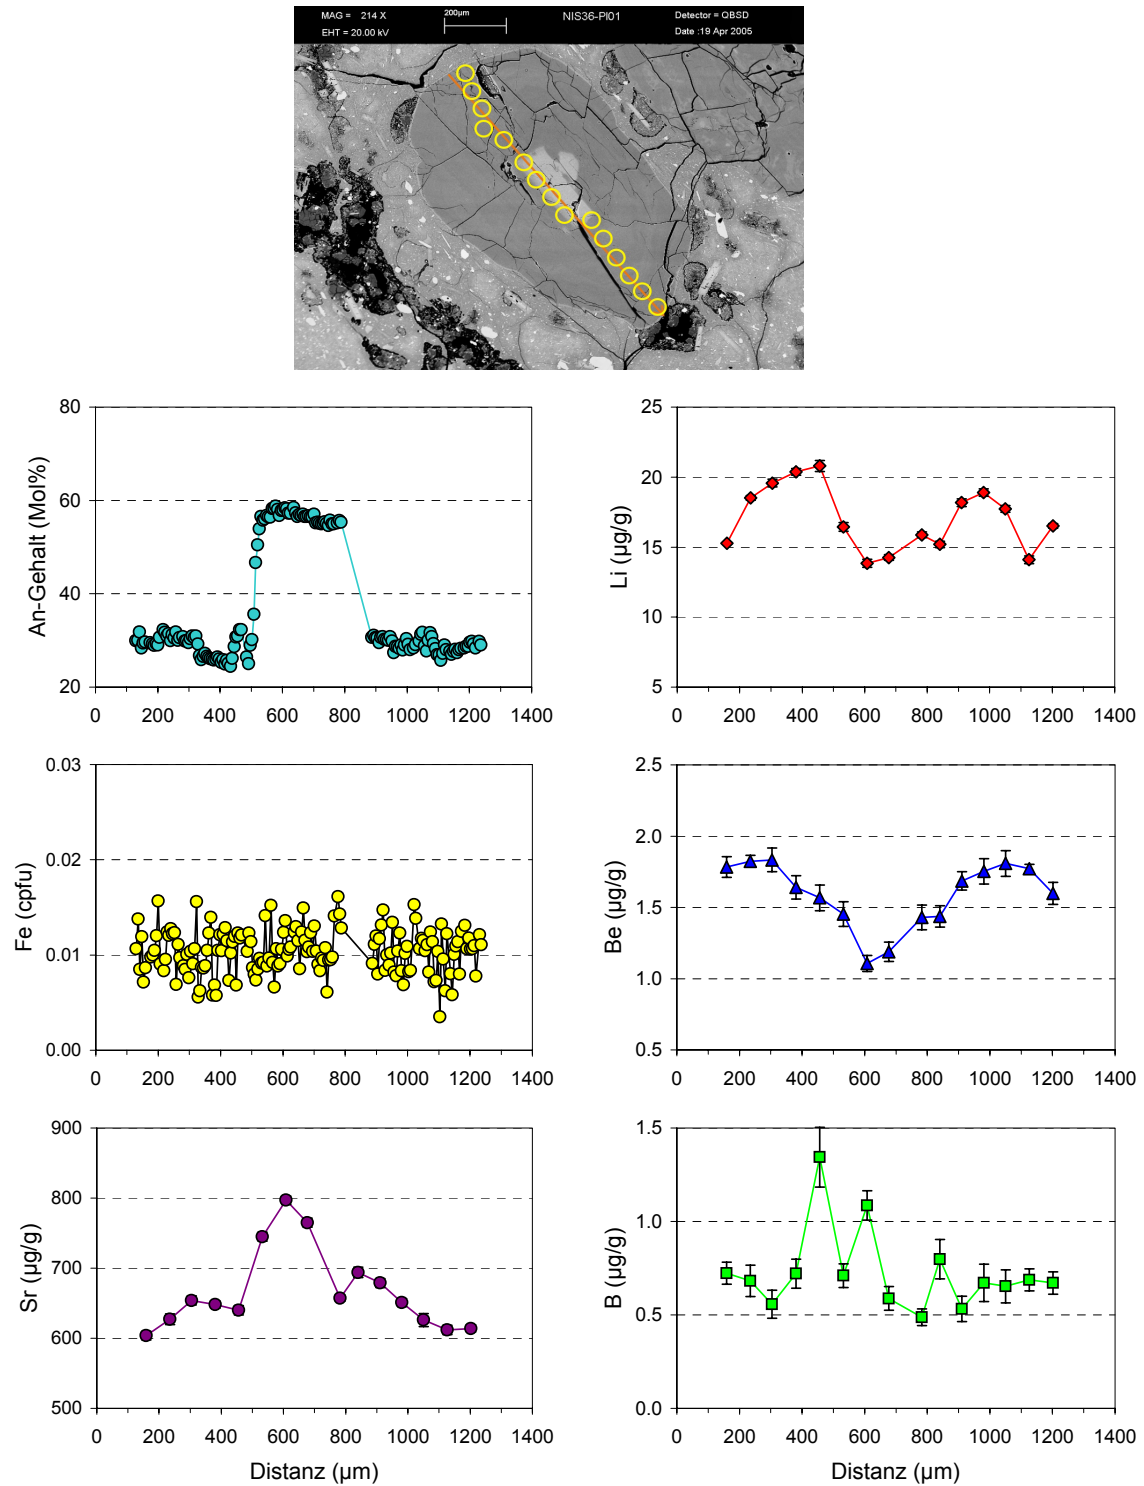 MAG = 214 X
200µm
NIS36-Pl01
Detector = QBSD
EHT = 20.00 kV
Date :19 Apr 2005
80
60
40
20
An-Gehalt (Mol%)
0 200 400 600 800 1000 1200 1400
25
20
15
10
5
Li (µg/g)
0 200 400 600 800 1000 1200 1400
0.03
0.02
0.01
0.00
Fe (cpfu)
0 200 400 600 800 1000 1200 1400
2.5
2.0
1.5
1.0
0.5
Be (µg/g)
0 200 400 600 800 1000 1200 1400
900
800
700
600
500
Sr (µg/g)
0 200 400 600 800 1000 1200 1400
Distanz (µm)
1.5
1.0
0.5
0.0
B (µg/g)
0 200 400 600 800 1000 1200 1400
Distanz (µm)